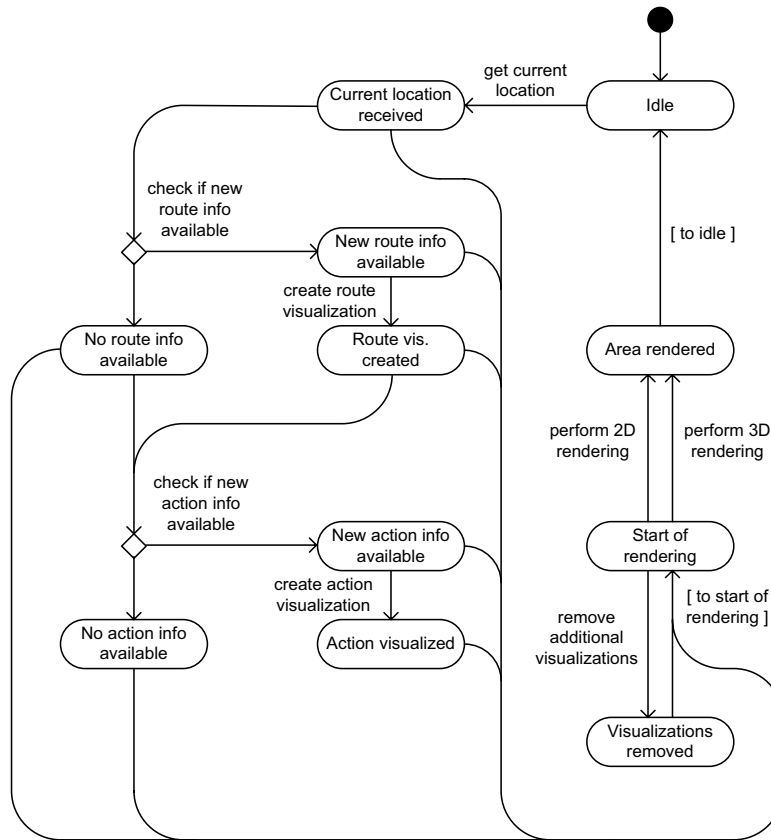 get current
location
Current location
received
Idle
check if new
route info
available
New route info
available
[ to idle ]
create route
visualization
No route info
available
Route vis.
created
Area rendered
perform 2D
rendering
perform 3D
rendering
check if new
action info
available
New action info
available
Start of
rendering
create action
visualization
[ to start of
rendering ]
No action info
available
Action visualized
remove
additional
visualizations
Visualizations
removed